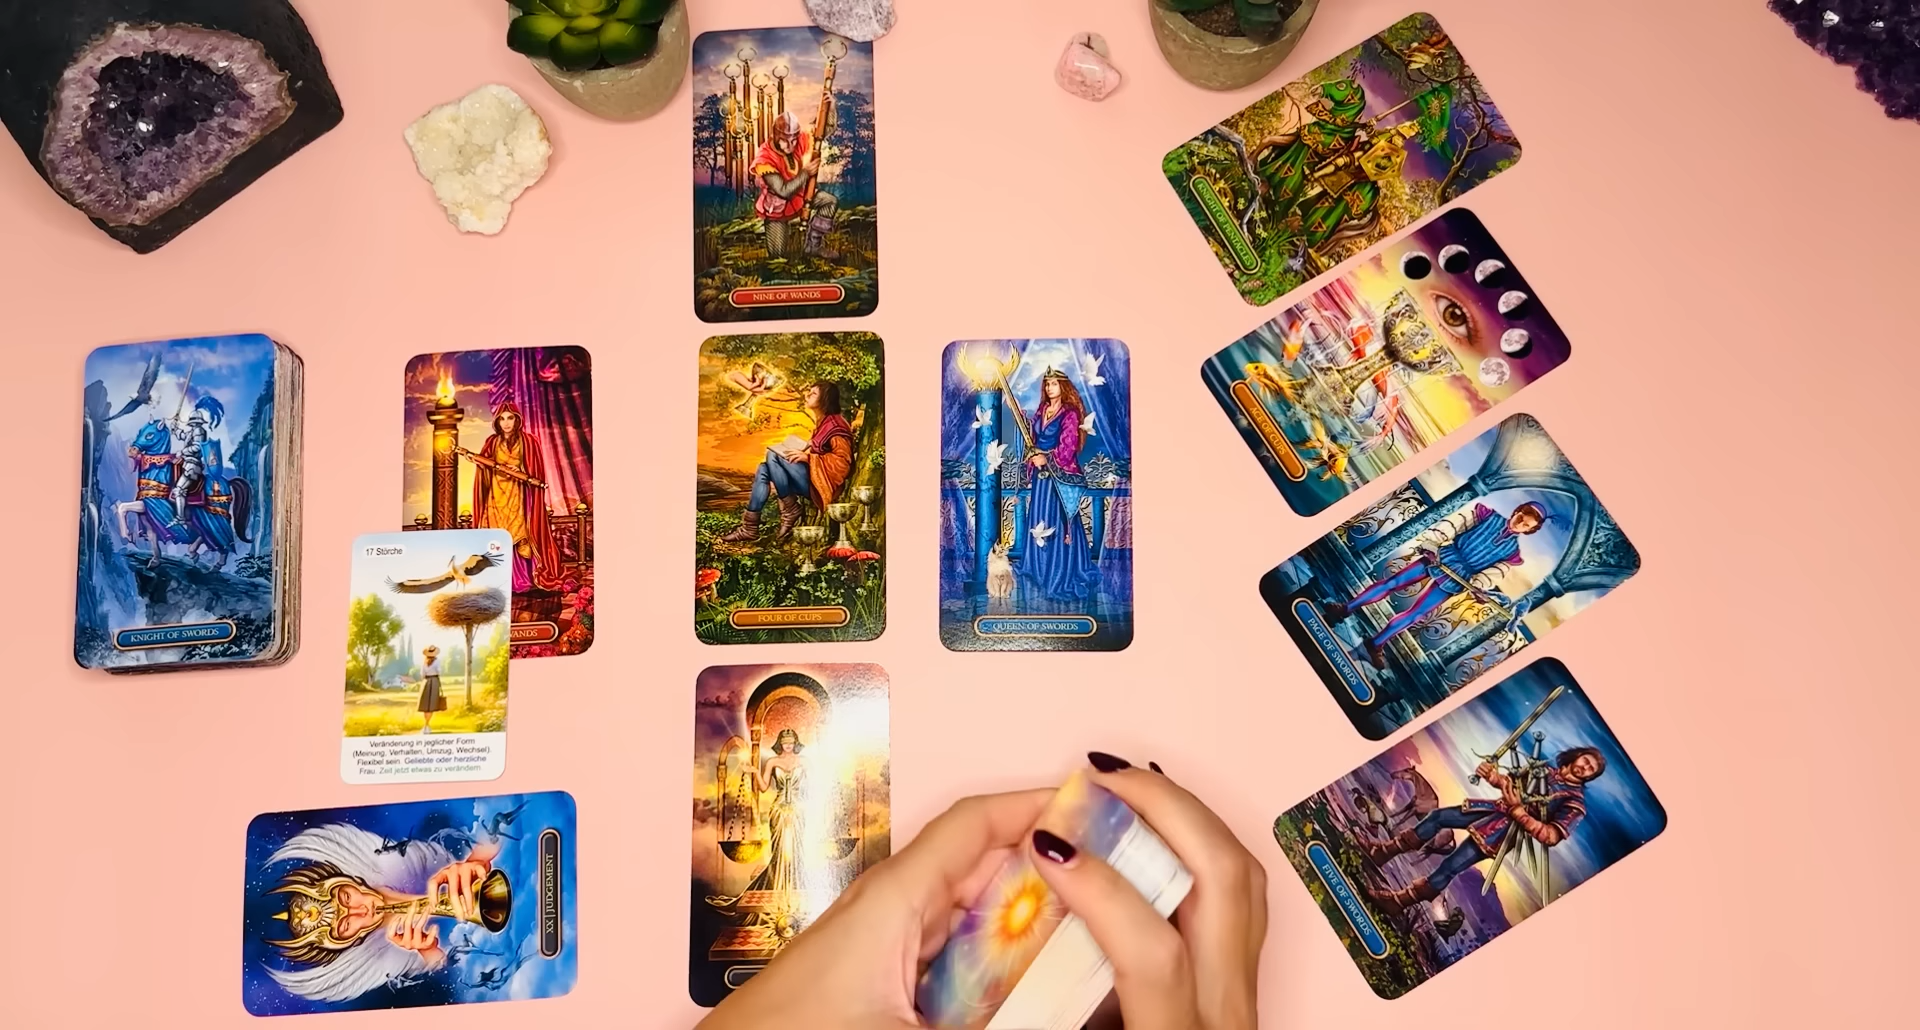 NINE OF WANDS
KNIGHT OF PENTACLES
ACE OF CUPS
KNIGHT OF SWORDS
WANDS
17 Störche
Veränderung in jeglicher Form
(Meinung, Verhalten, Umzug, Wechsel).
Flexibel sein. Geliebte oder herzliche
Frau. Zeit jetzt etwas zu verändern
FOUR OF CUPS
QUEEN OF SWORDS
PAGE OF SWORDS
FIVE OF SWORDS
XX | JUDGEMENT